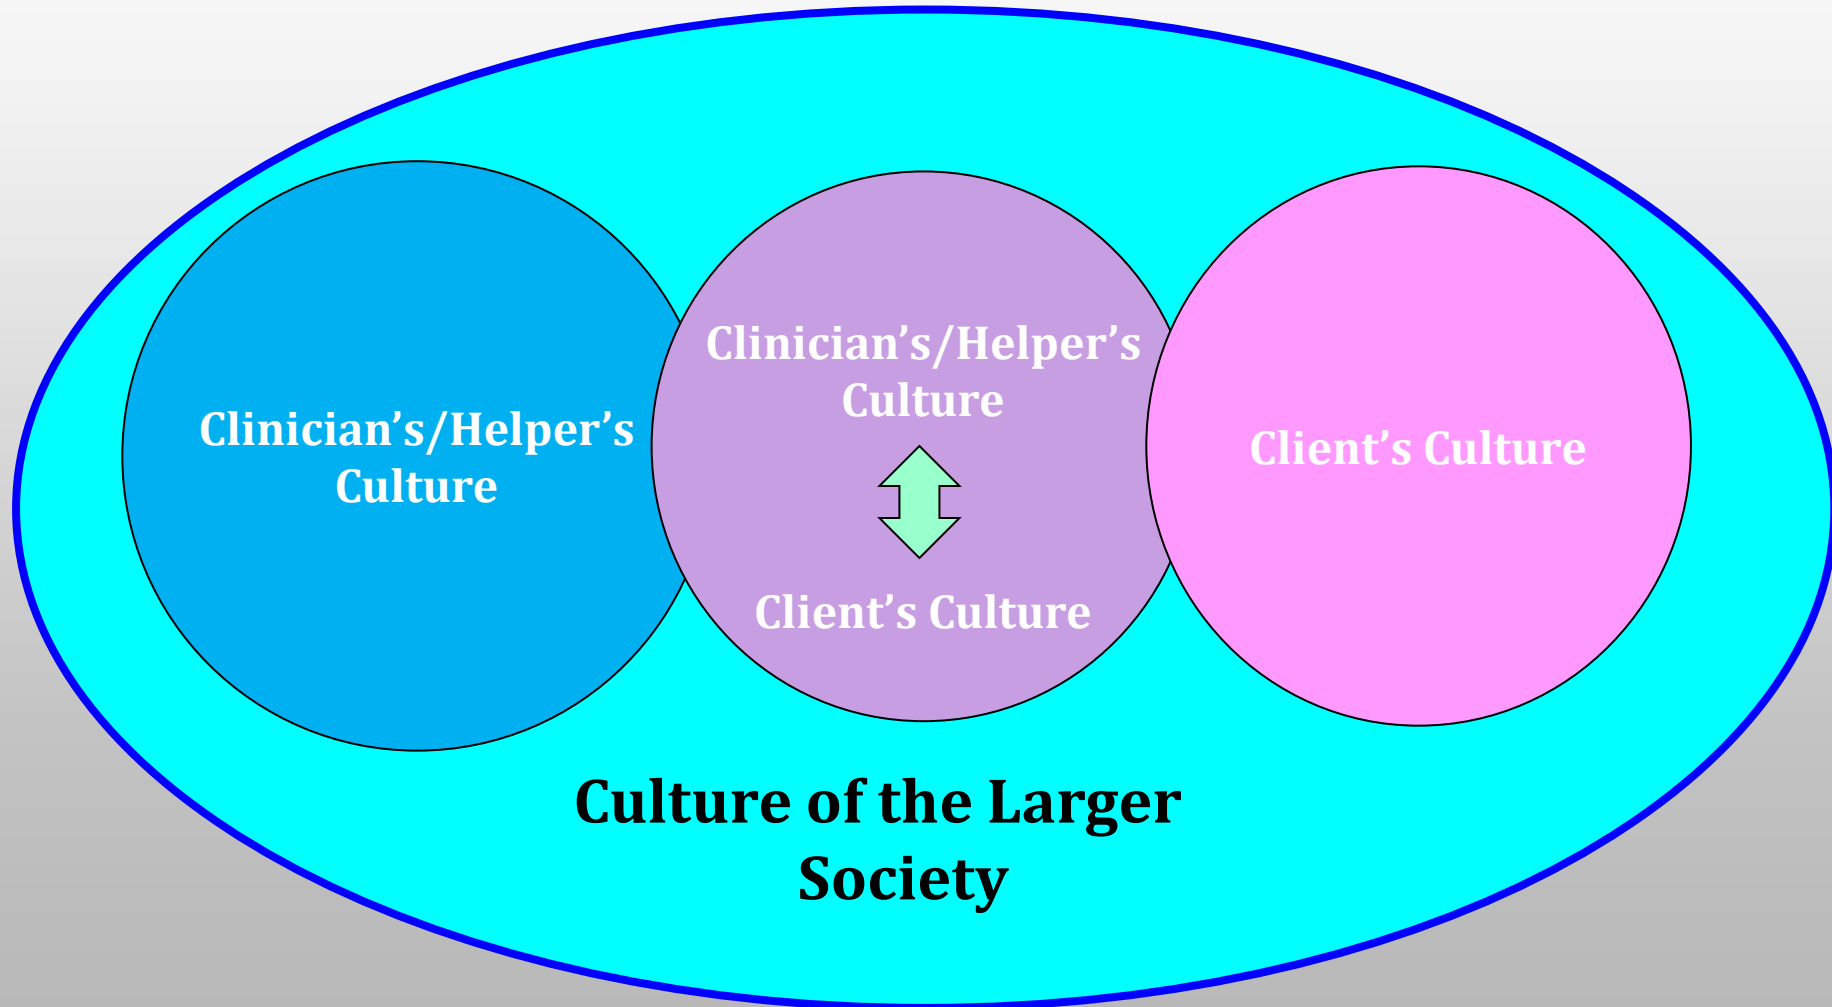 Clinician’s/Helper’s
Culture
Clinician’s/Helper’s
Culture
Client’s Culture
Client’s Culture
Culture of the Larger
Society